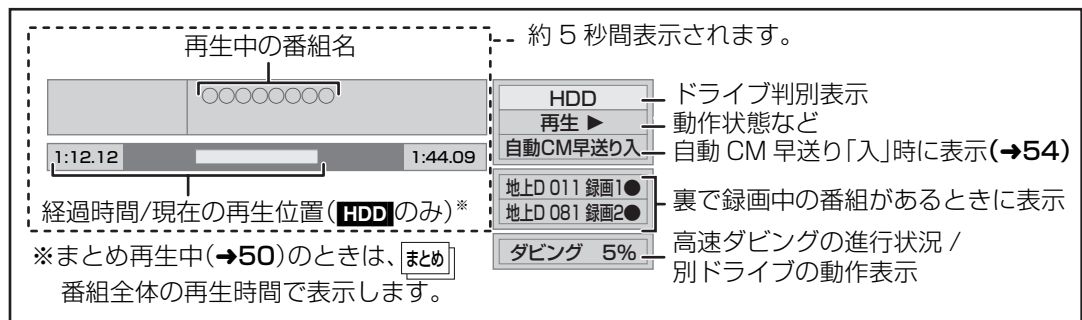 再生中の番組名
約 5 秒間表示されます。
○○○○○○○○
1:12.12
1:44.09
経過時間/現在の再生位置(HDDのみ)※
※まとめ再生中(➜50)のときは、まとめ
番組全体の再生時間で表示します。
HDD
ドライブ判別表示
再生 ▶
動作状態など
自動CM早送り入
自動 CM 早送り「入」時に表示(➜54)
地上D 011 録画1●
地上D 081 録画2●
裏で録画中の番組があるときに表示
ダビング 5%
高速ダビングの進行状況 /
別ドライブの動作表示